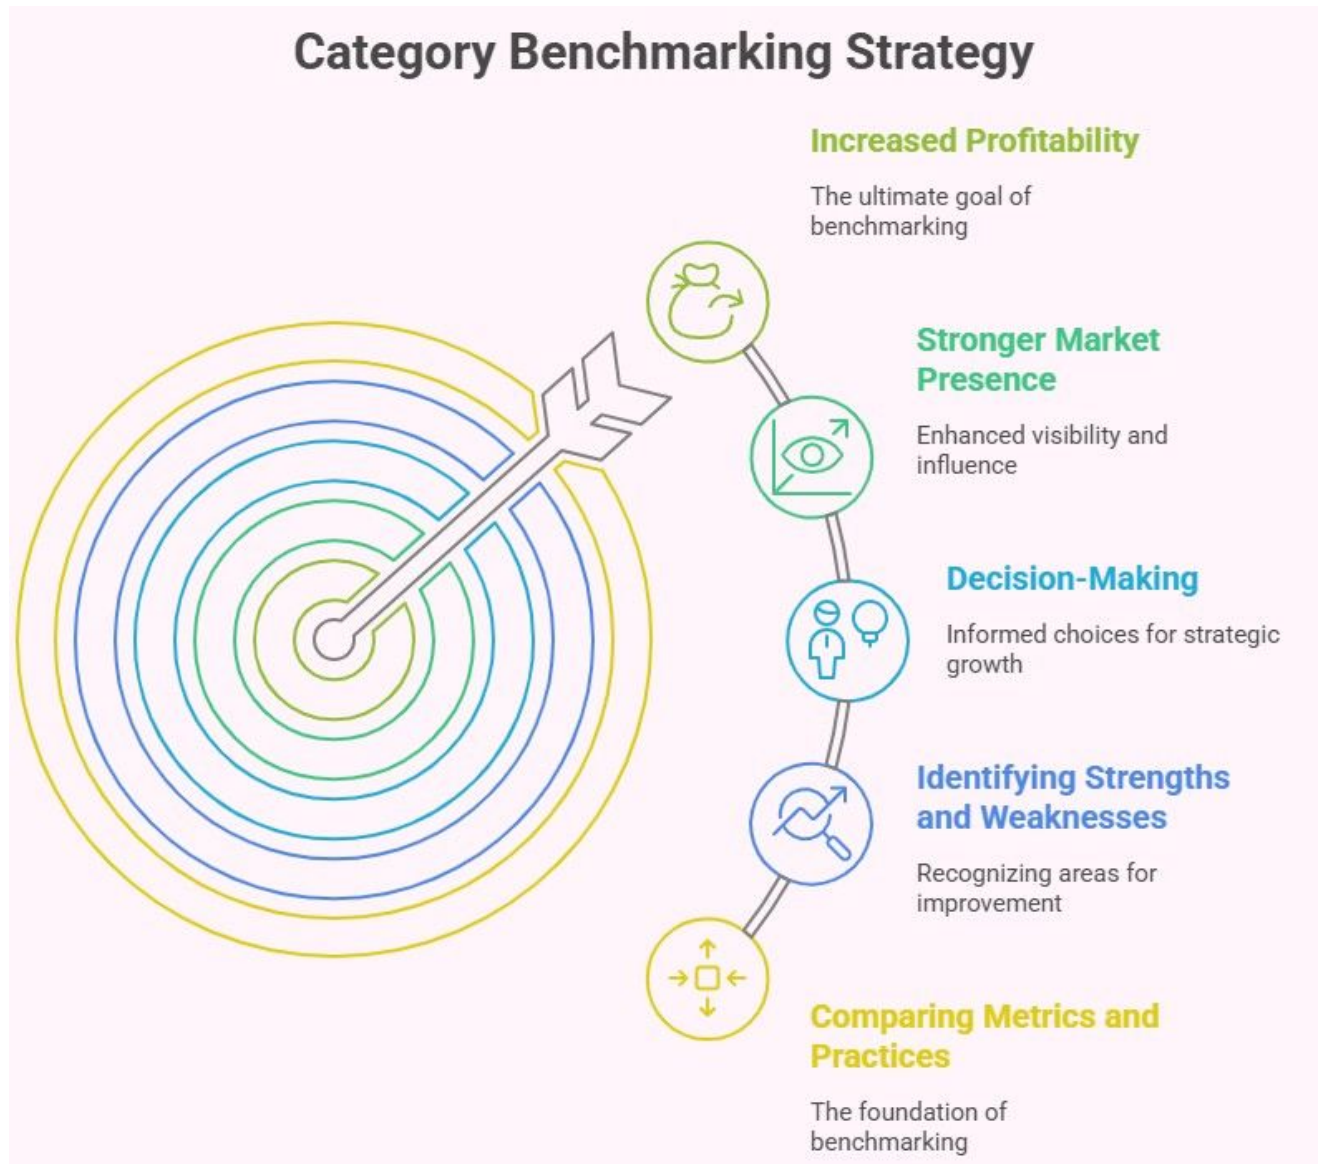 Category Benchmarking Strategy
Increased Profitability
The ultimate goal of
benchmarking
Stronger Market
Presence
Enhanced visibility and
influence
Decision-Making
Informed choices for strategic
growth
Identifying Strengths
and Weaknesses
Recognizing areas for
improvement
Comparing Metrics and
Practices
The foundation of
benchmarking